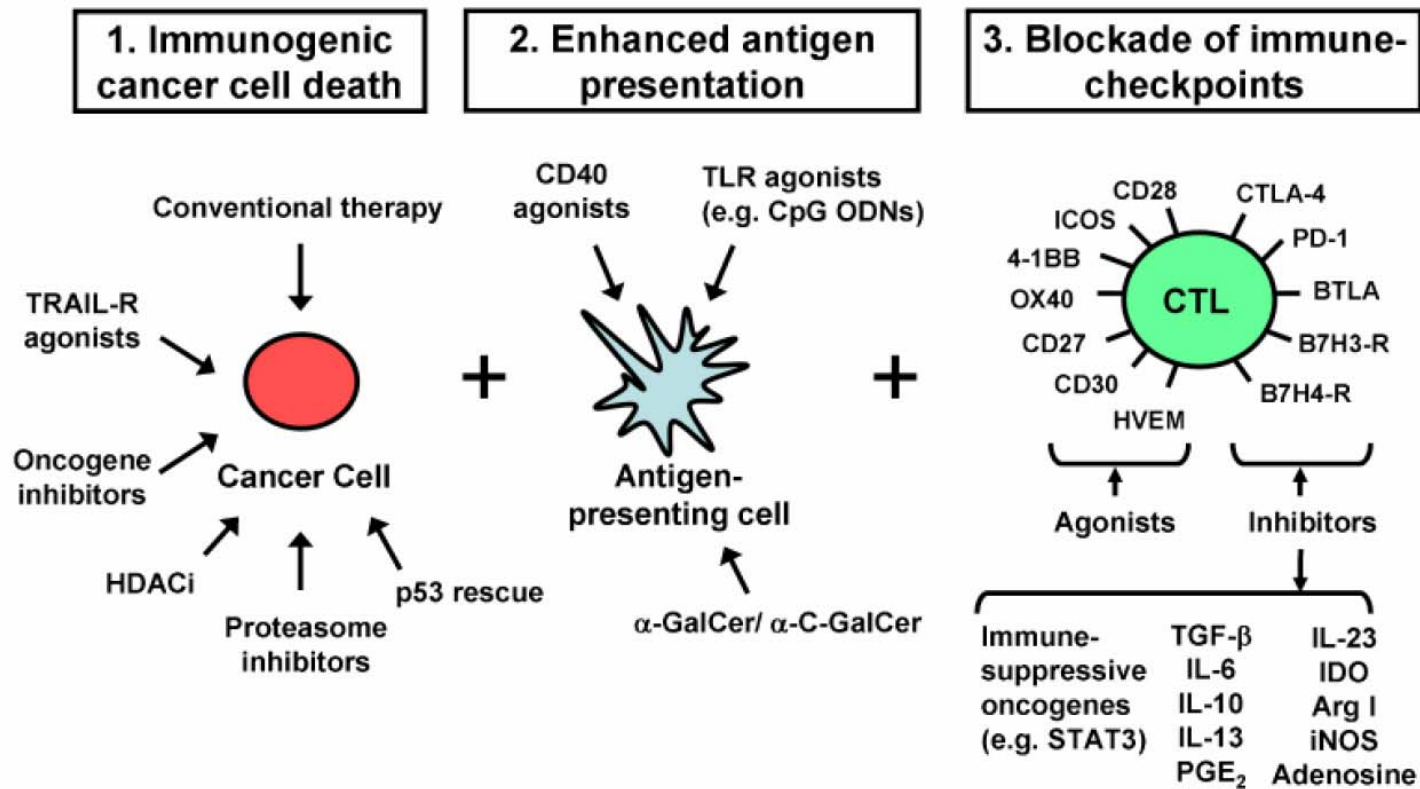 1. Immunogenic
cancer cell death
2. Enhanced antigen
presentation
3. Blockade of immune-
checkpoints
Conventional therapy
TRAIL-R
agonists
Oncogene
inhibitors
Cancer Cell
HDACi
Proteasome
inhibitors
p53 rescue
+
CD40
agonists
TLR agonists
(e.g. CpG ODNs)
Antigen-
presenting cell
α-GalCer/ α-C-GalCer
+
CD28
ICOS
4-1BB
OX40
CD27
CD30
HVEM
CTL
CTLA-4
PD-1
BTLA
B7H3-R
B7H4-R
Agonists
Inhibitors
Immune-
suppressive
oncogenes
(e.g. STAT3)
TGF-β
IL-6
IL-10
IL-13
PGE₂
IL-23
IDO
Arg I
iNOS
Adenosine